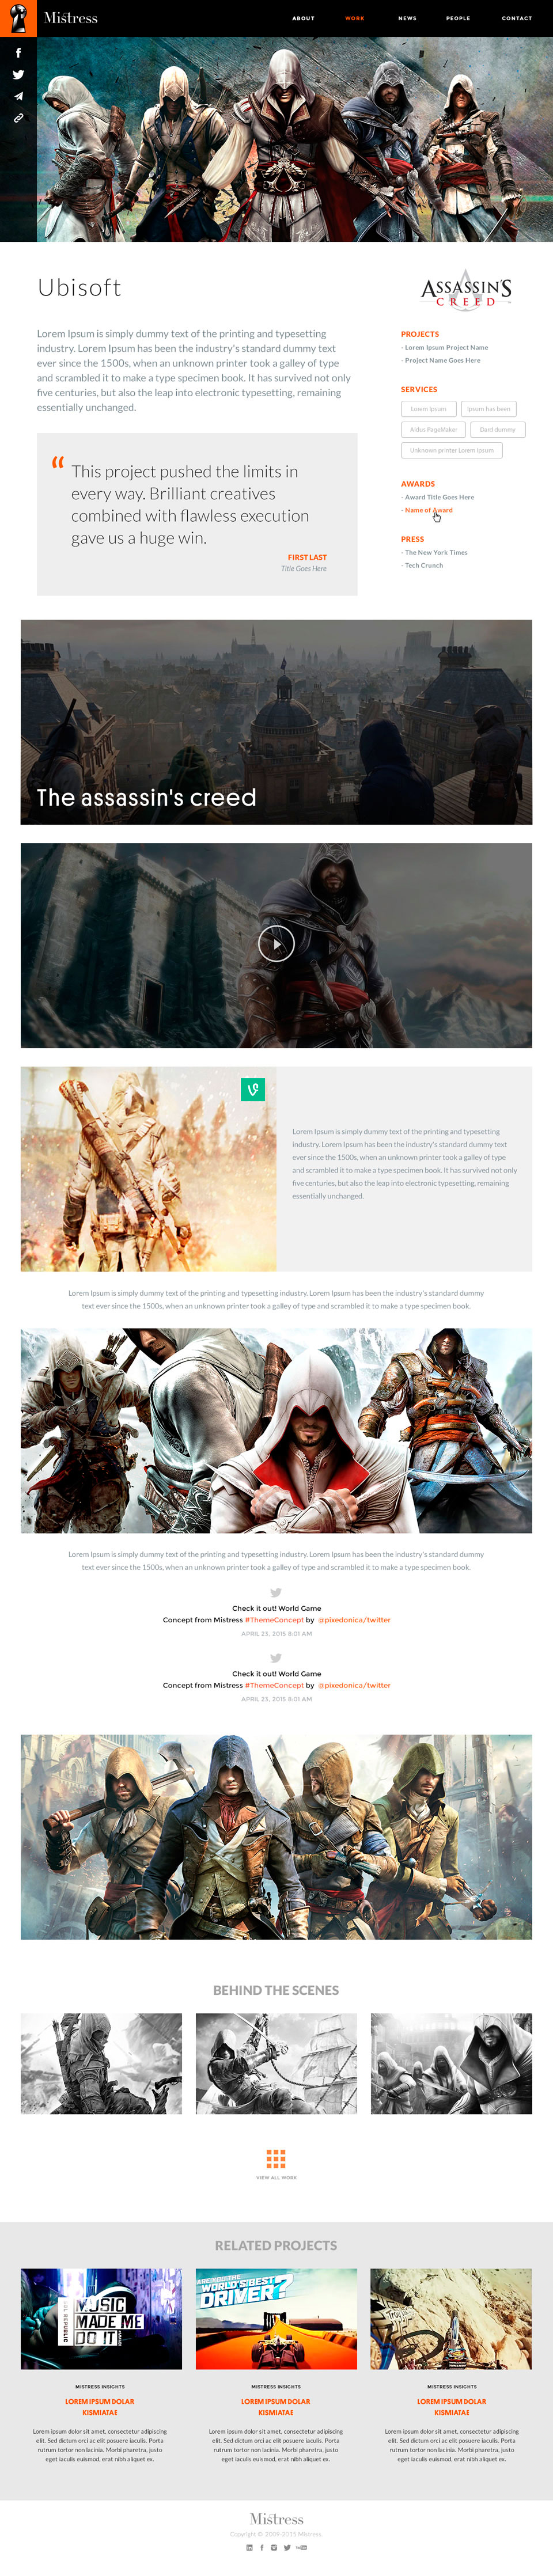 Mistress
ABOUT
WORK
NEWS
PEOPLE
CONTACT
Ubisoft
Lorem Ipsum is simply dummy text of the printing and typesetting
industry. Lorem Ipsum has been the industry's standard dummy text
ever since the 1500s, when an unknown printer took a galley of type
and scrambled it to make a type specimen book. It has survived not only
five centuries, but also the leap into electronic typesetting, remaining
essentially unchanged.
“ This project pushed the limits in
every way. Brilliant creatives
combined with flawless execution
gave us a huge win.
FIRST LAST
Title Goes Here
ASSASSIN'S
CREED
PROJECTS
- Lorem Ipsum Project Name
- Project Name Goes Here
SERVICES
Lorem Ipsum
Ipsum has been
Aldus PageMaker
Dard dummy
Unknown printer Lorem Ipsum
AWARDS
- Award Title Goes Here
- Name of Award
PRESS
- The New York Times
- Tech Crunch
The assassin's creed
Lorem Ipsum is simply dummy text of the printing and typesetting
industry. Lorem Ipsum has been the industry's standard dummy text
ever since the 1500s, when an unknown printer took a galley of type
and scrambled it to make a type specimen book. It has survived not only
five centuries, but also the leap into electronic typesetting, remaining
essentially unchanged.
Lorem Ipsum is simply dummy text of the printing and typesetting industry. Lorem Ipsum has been the industry's standard dummy
text ever since the 1500s, when an unknown printer took a galley of type and scrambled it to make a type specimen book.
Lorem Ipsum is simply dummy text of the printing and typesetting industry. Lorem Ipsum has been the industry's standard dummy
text ever since the 1500s, when an unknown printer took a galley of type and scrambled it to make a type specimen book.
Check it out! World Game
Concept from Mistress #ThemeConcept by @pixedonica/twitter
APRIL 23, 2015 8:01 AM
Check it out! World Game
Concept from Mistress #ThemeConcept by @pixedonica/twitter
APRIL 23, 2015 8:01 AM
BEHIND THE SCENES
VIEW ALL WORK
RELATED PROJECTS
MUSIC
MADE ME
DO IT
ARE YOU THE
WORLD'S BEST
DRIVER?
MISTRESS INSIGHTS
LOREM IPSUM DOLAR
KISMIATAE
Lorem ipsum dolor sit amet, consectetur adipiscing
elit. Sed dictum orci ac elit posuere iaculis. Porta
rutrum tortor non lacinia. Morbi pharetra, justo
eget iaculis euismod, erat nibh aliquet ex.
MISTRESS INSIGHTS
LOREM IPSUM DOLAR
KISMIATAE
Lorem ipsum dolor sit amet, consectetur adipiscing
elit. Sed dictum orci ac elit posuere iaculis. Porta
rutrum tortor non lacinia. Morbi pharetra, justo
eget iaculis euismod, erat nibh aliquet ex.
MISTRESS INSIGHTS
LOREM IPSUM DOLAR
KISMIATAE
Lorem ipsum dolor sit amet, consectetur adipiscing
elit. Sed dictum orci ac elit posuere iaculis. Porta
rutrum tortor non lacinia. Morbi pharetra, justo
eget iaculis euismod, erat nibh aliquet ex.
Mistress
Copyright © 2009-2015 Mistress.